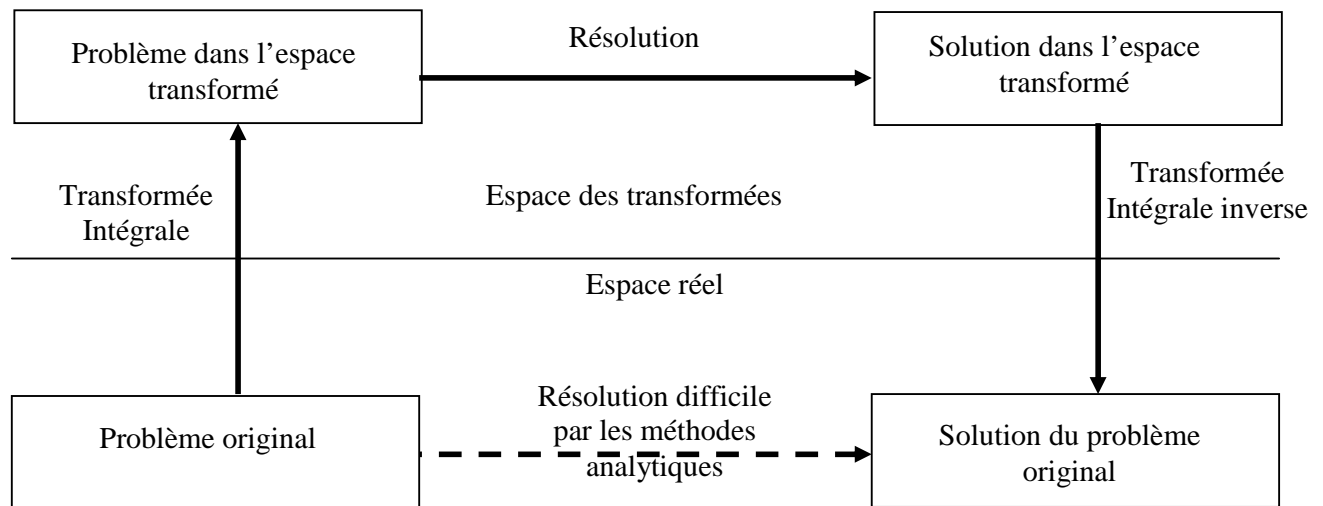 Problème dans l’espace
transformé
Résolution
Solution dans l’espace
transformé
Transformée
Intégrale
Espace des transformées
Transformée
Intégrale inverse
Espace réel
Problème original
Résolution difficile
par les méthodes
analytiques
Solution du problème
original